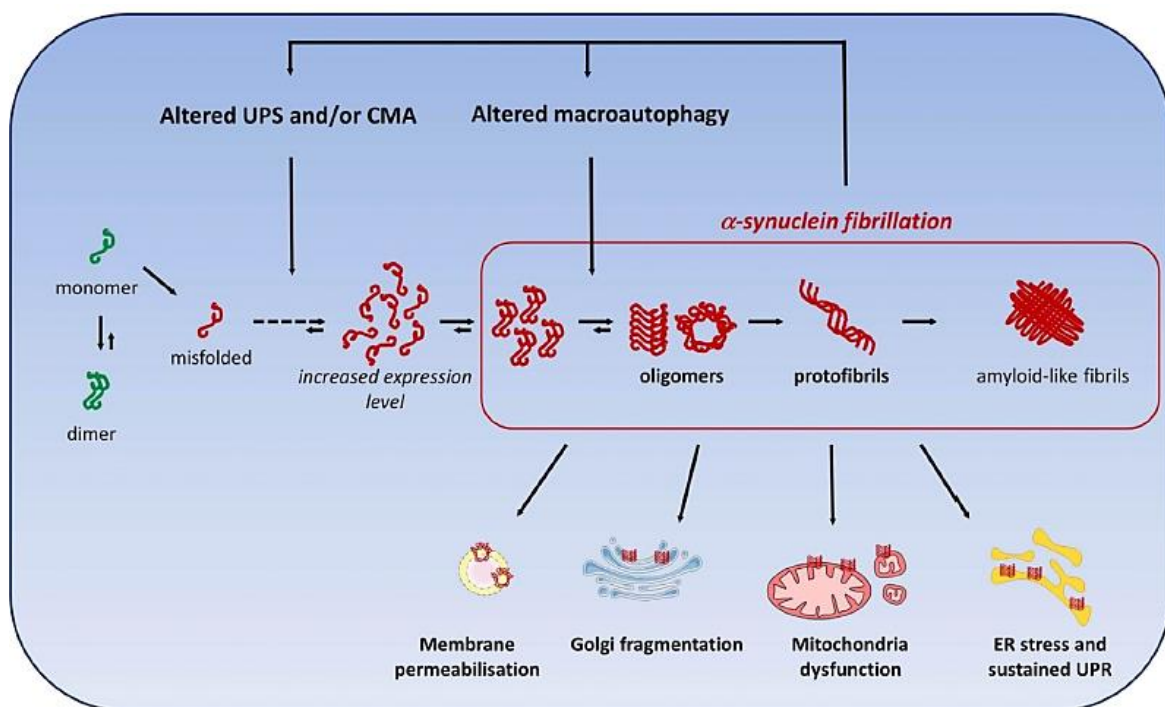 Altered UPS and/or CMA
Altered macroautophagy
α-synuclein fibrillation
monomer
misfolded
dimer
increased expression
level
oligomers
protofibrils
amyloid-like fibrils
Membrane
permeabilisation
Golgi fragmentation
Mitochondria
dysfunction
ER stress and
sustained UPR